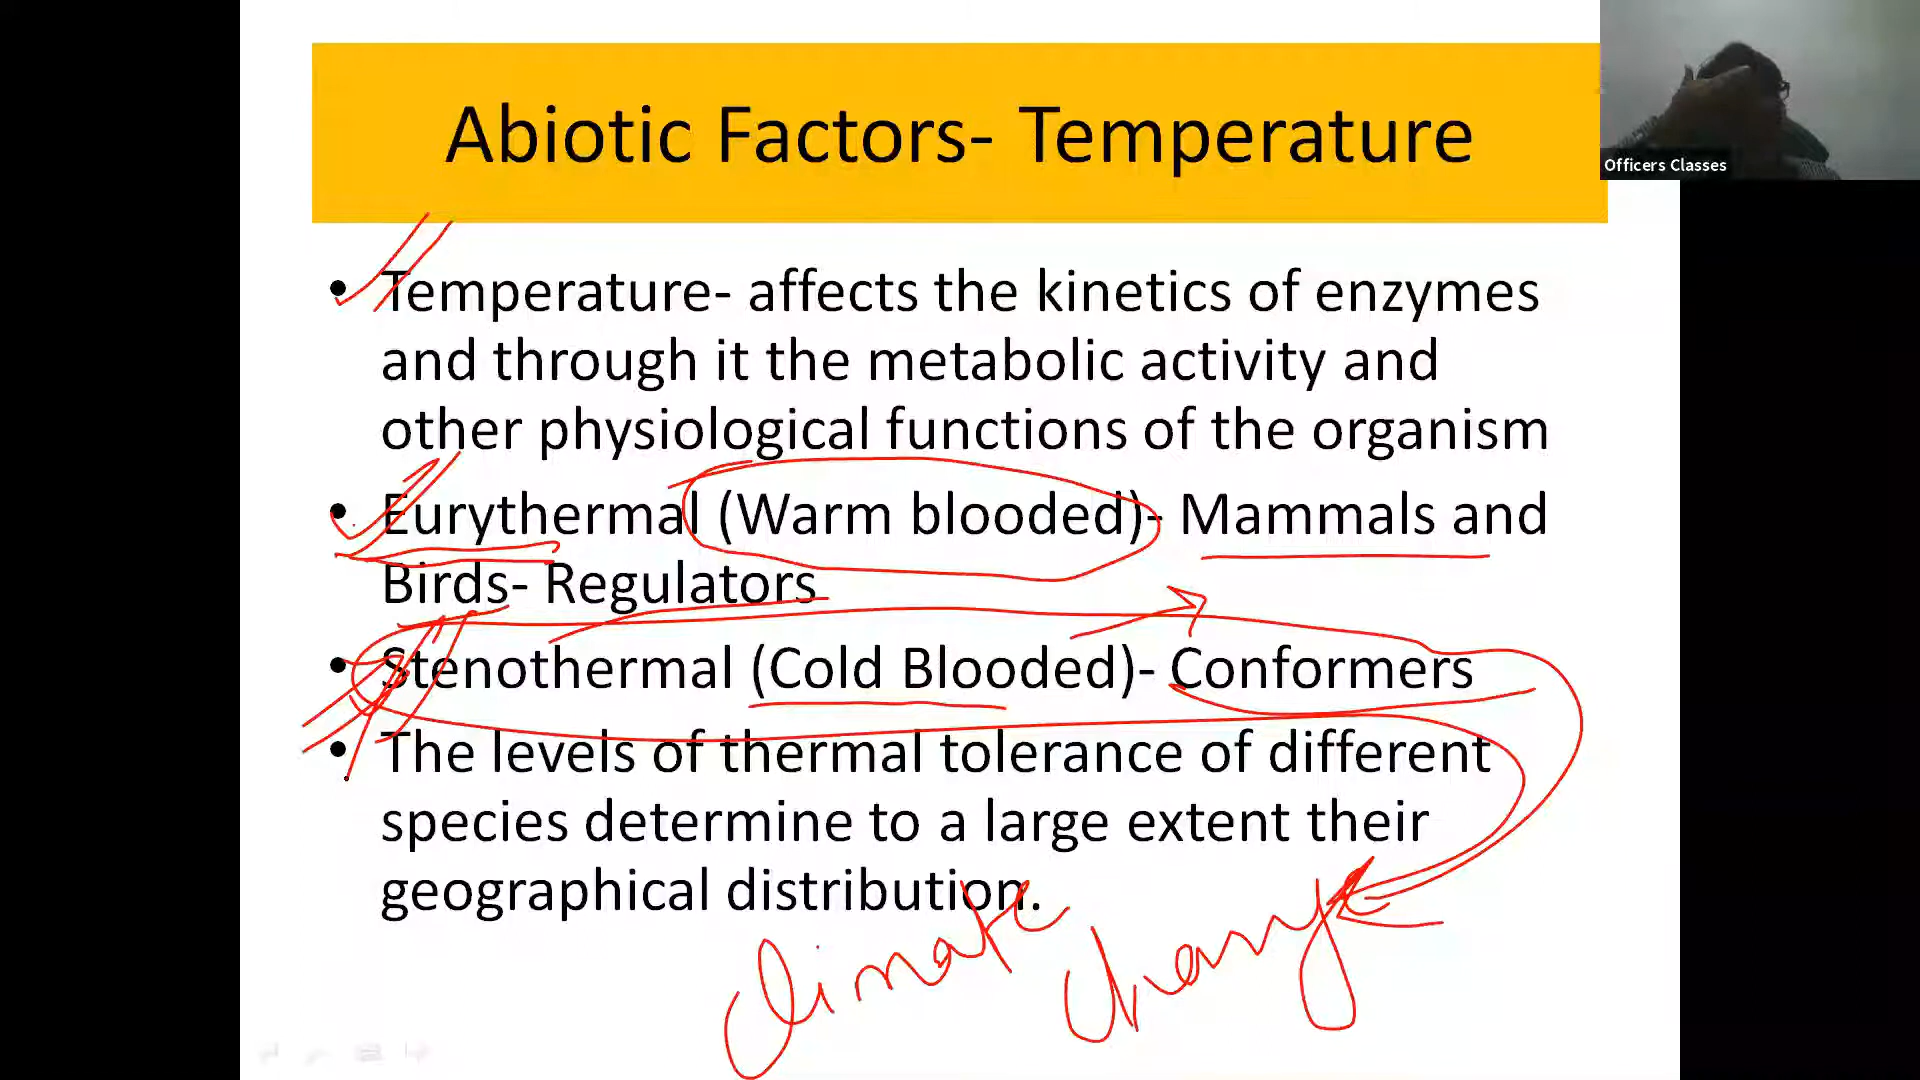 Abiotic Factors- Temperature
Officers Classes
• Temperature- affects the kinetics of enzymes
and through it the metabolic activity and
other physiological functions of the organism
• Eurythermal (Warm blooded)- Mammals and
Birds- Regulators
• Stenothermal (Cold Blooded)- Conformers
• The levels of thermal tolerance of different
species determine to a large extent their
geographical distribution.
Climate change